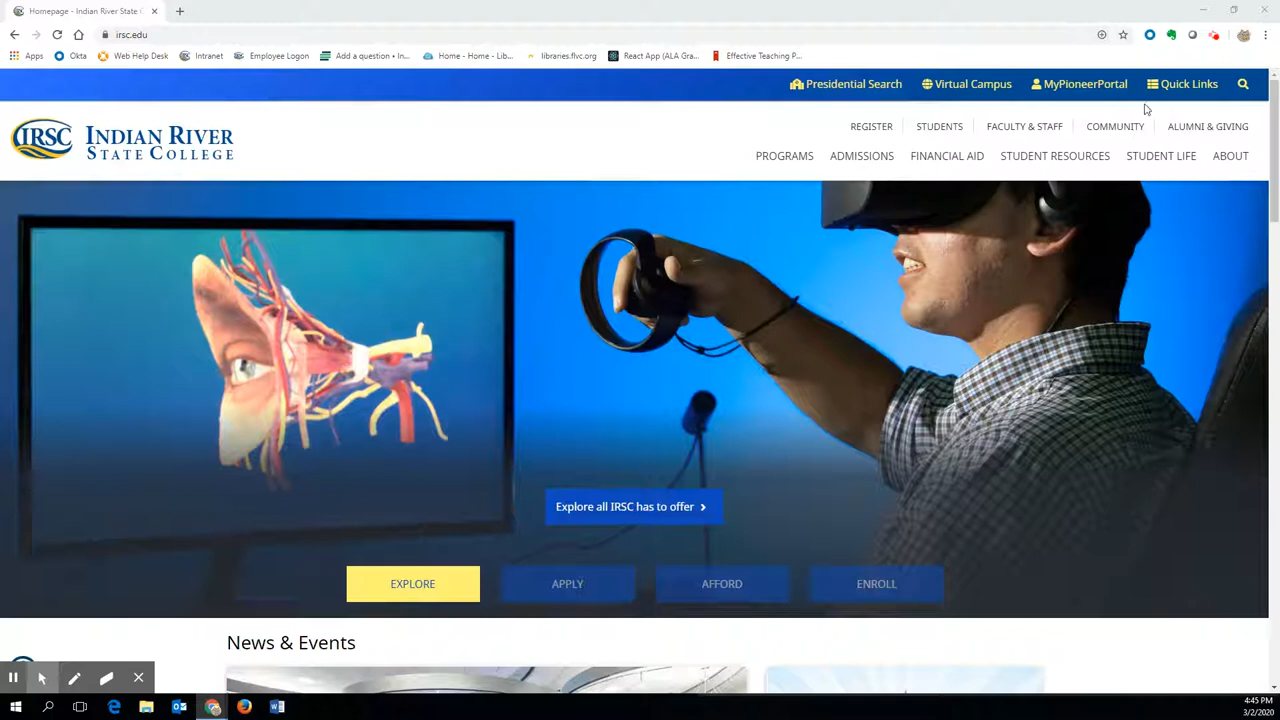 Homepage - Indian River State C
irsc.edu
Apps Okta Web Help Desk Intranet Employee Logon Add a question • In... Home - Home - Lib... libraries.flvc.org React App (ALA Gra... Effective Teaching P...
Presidential Search Virtual Campus MyPioneerPortal Quick Links
REGISTER STUDENTS FACULTY & STAFF COMMUNITY ALUMNI & GIVING
IRSC INDIAN RIVER
STATE COLLEGE
PROGRAMS ADMISSIONS FINANCIAL AID STUDENT RESOURCES STUDENT LIFE ABOUT
Explore all IRSC has to offer
EXPLORE APPLY AFFORD ENROLL
News & Events
4:45 PM
3/2/2020